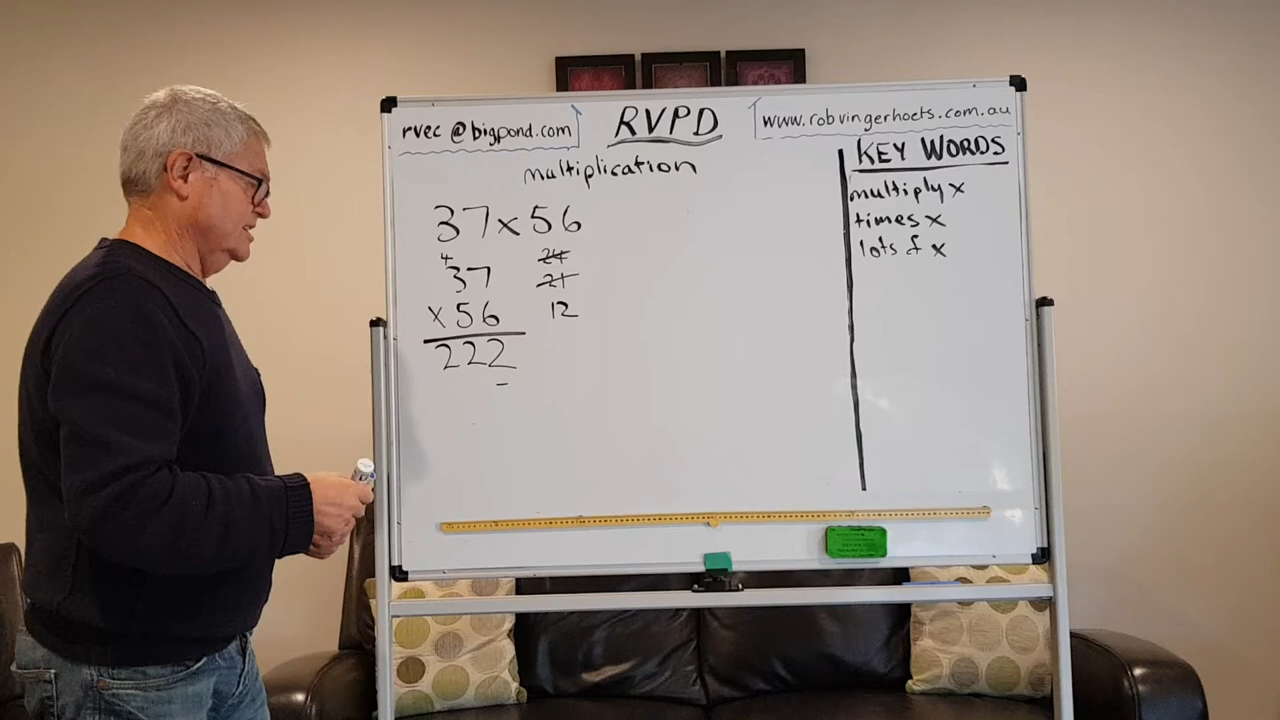 rvec @bigpond.com
RVPD
www.robvingerhoets.com.au
multiplication
37 x 56
4 24
37 21
x 56 12
222
KEY WORDS
multiply x
times x
lots of x